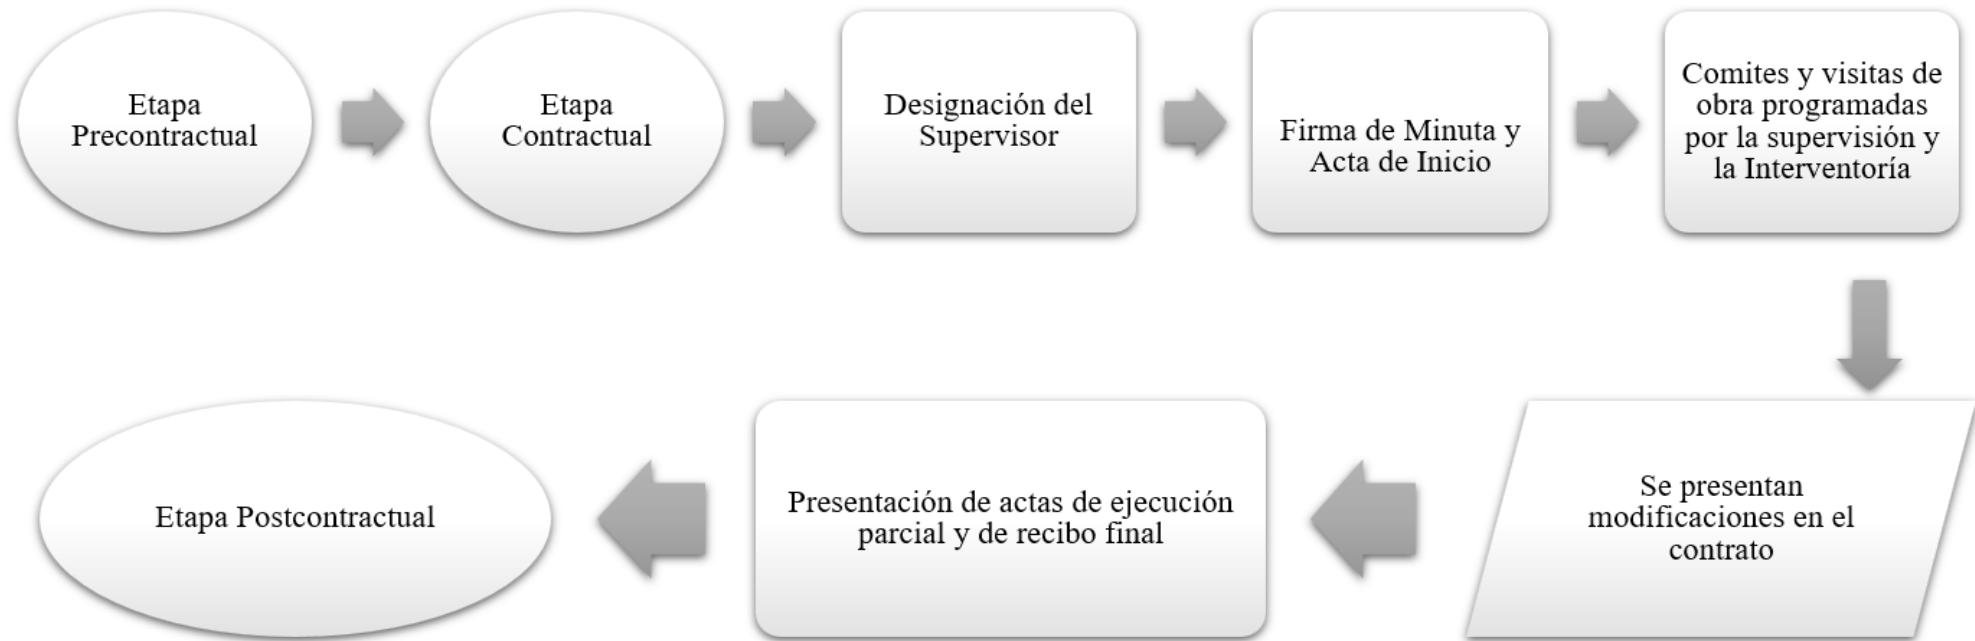 Etapa
Precontractual
Etapa
Contractual
Designación del
Supervisor
Firma de Minuta y
Acta de Inicio
Comites y visitas de
obra programadas
por la supervisión y
la Interventoría
Se presentan
modificaciones en el
contrato
Presentación de actas de ejecución
parcial y de recibo final
Etapa Postcontractual